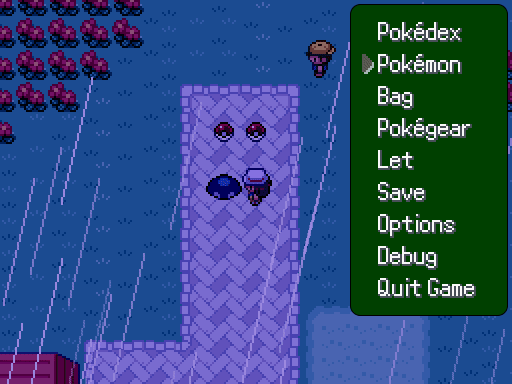 Pokédex
Pokémon
Bag
Pokégear
Let
Save
Options
Debug
Quit Game